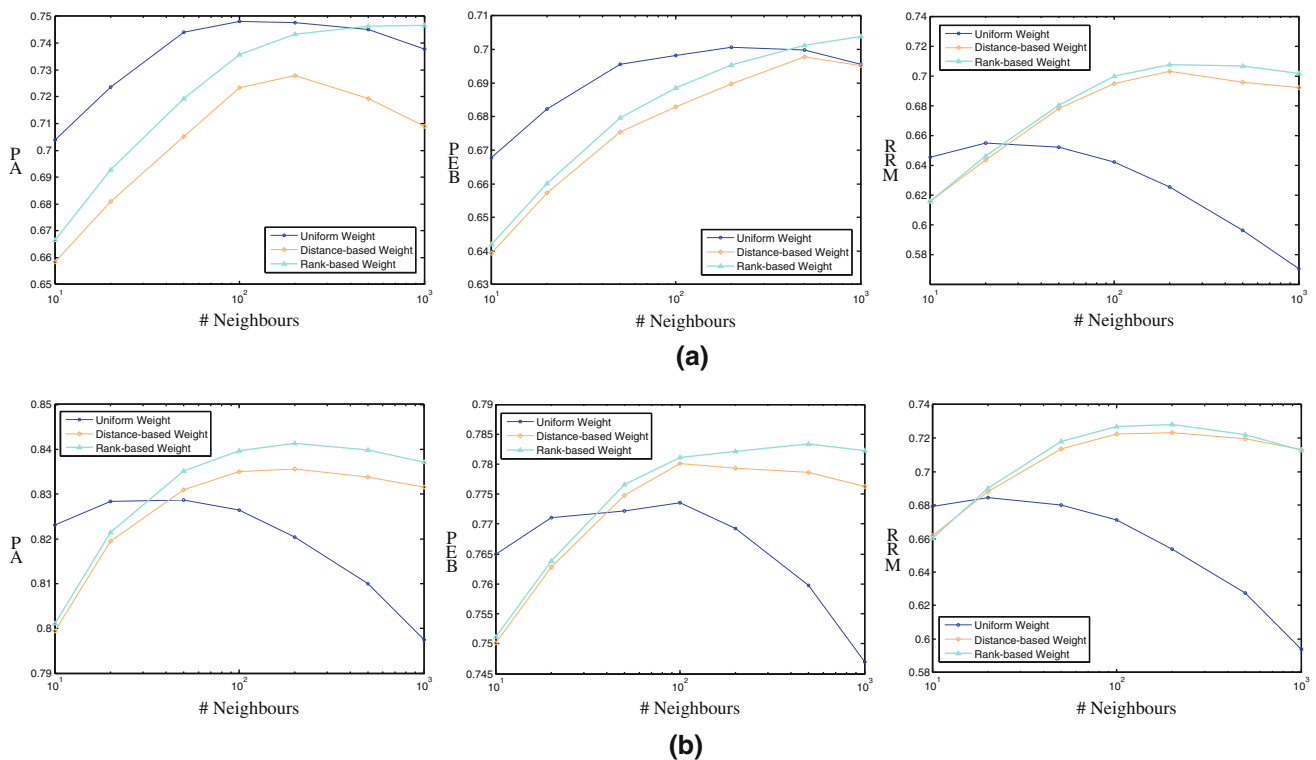 0.75
0.74
0.73
0.72
0.71
0.7
0.69
0.68
0.67
0.66
0.65
PA
10^1
10^2
10^3
# Neighbours
Uniform Weight
Distance-based Weight
Rank-based Weight
0.71
0.7
0.69
0.68
0.67
0.66
0.65
0.64
0.63
PEB
10^1
10^2
10^3
# Neighbours
Uniform Weight
Distance-based Weight
Rank-based Weight
0.74
0.72
0.7
0.68
0.66
0.64
0.62
0.6
0.58
RRM
10^1
10^2
10^3
# Neighbours
Uniform Weight
Distance-based Weight
Rank-based Weight
(a)
0.85
0.84
0.83
0.82
0.81
0.8
0.79
PA
10^1
10^2
10^3
# Neighbours
Uniform Weight
Distance-based Weight
Rank-based Weight
0.79
0.785
0.78
0.775
0.77
0.765
0.76
0.755
0.75
0.745
PEB
10^1
10^2
10^3
# Neighbours
Uniform Weight
Distance-based Weight
Rank-based Weight
0.74
0.72
0.7
0.68
0.66
0.64
0.62
0.6
0.58
RRM
10^1
10^2
10^3
# Neighbours
Uniform Weight
Distance-based Weight
Rank-based Weight
(b)